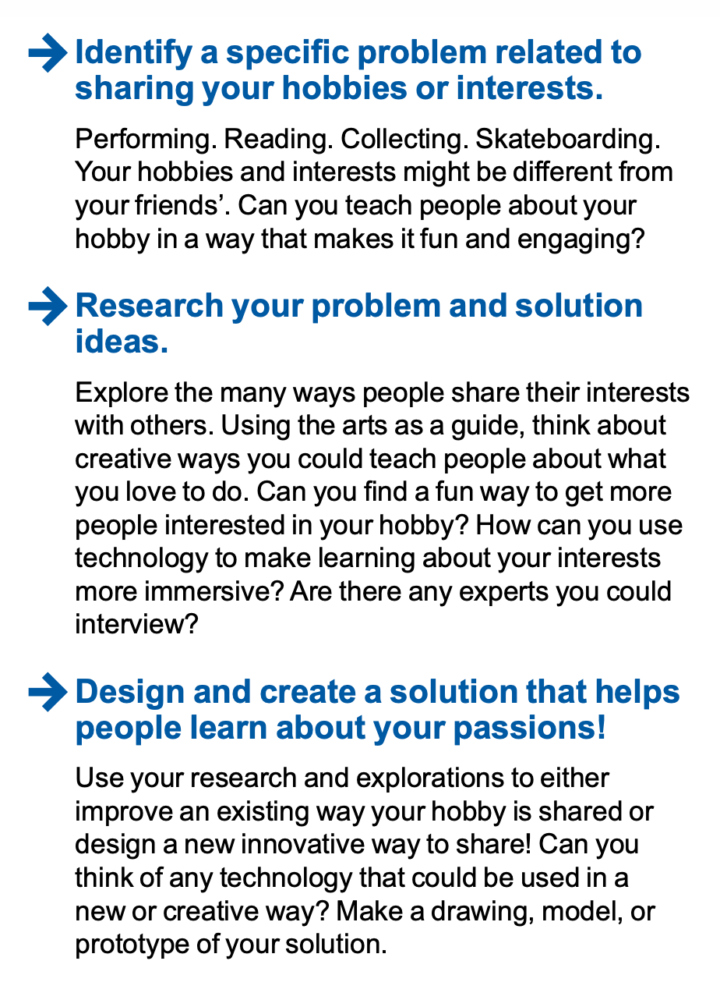 Identify a specific problem related to
sharing your hobbies or interests.
Performing. Reading. Collecting. Skateboarding.
Your hobbies and interests might be different from
your friends’. Can you teach people about your
hobby in a way that makes it fun and engaging?
Research your problem and solution
ideas.
Explore the many ways people share their interests
with others. Using the arts as a guide, think about
creative ways you could teach people about what
you love to do. Can you find a fun way to get more
people interested in your hobby? How can you use
technology to make learning about your interests
more immersive? Are there any experts you could
interview?
Design and create a solution that helps
people learn about your passions!
Use your research and explorations to either
improve an existing way your hobby is shared or
design a new innovative way to share! Can you
think of any technology that could be used in a
new or creative way? Make a drawing, model, or
prototype of your solution.